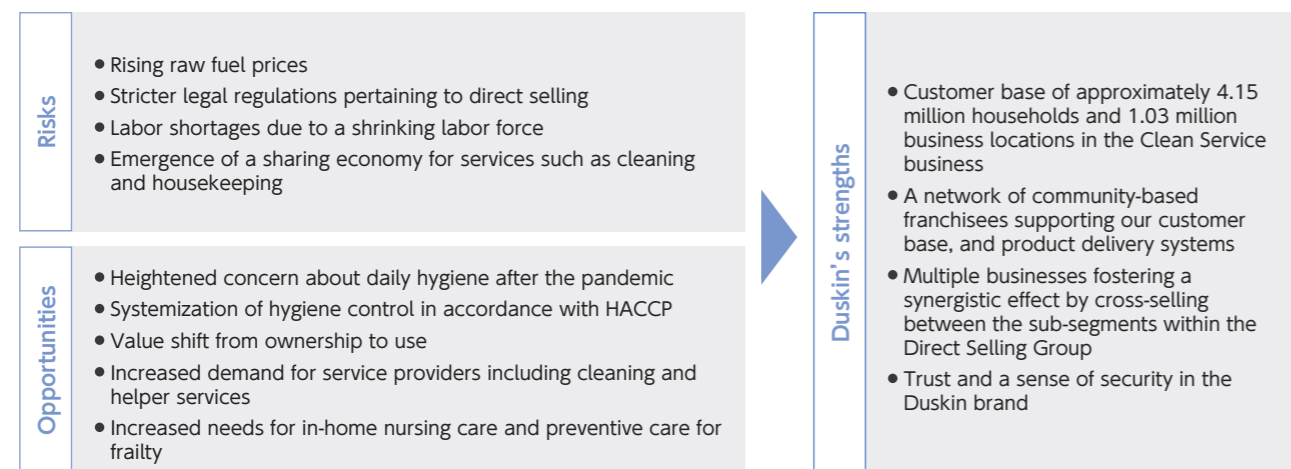 Risks
• Rising raw fuel prices
• Stricter legal regulations pertaining to direct selling
• Labor shortages due to a shrinking labor force
• Emergence of a sharing economy for services such as cleaning
and housekeeping
Opportunities
• Heightened concern about daily hygiene after the pandemic
• Systemization of hygiene control in accordance with HACCP
• Value shift from ownership to use
• Increased demand for service providers including cleaning and
helper services
• Increased needs for in-home nursing care and preventive care for
frailty
Duskin’s strengths
• Customer base of approximately 4.15
million households and 1.03 million
business locations in the Clean Service
business
• A network of community-based
franchisees supporting our customer
base, and product delivery systems
• Multiple businesses fostering a
synergistic effect by cross-selling
between the sub-segments within the
Direct Selling Group
• Trust and a sense of security in the
Duskin brand